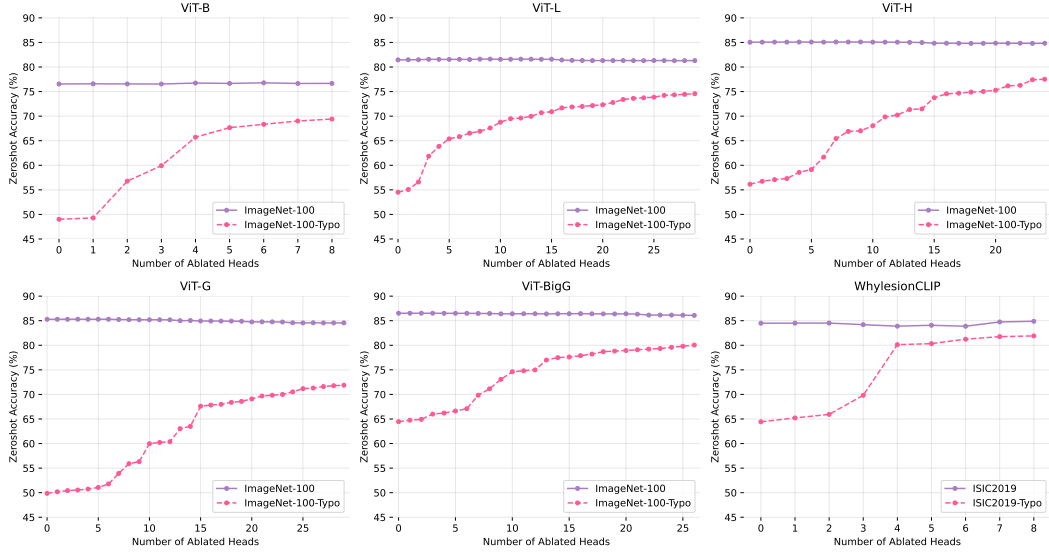 ViT-B
Zeroshot Accuracy (%)
90
85
80
75
70
65
60
55
50
45
0 1 2 3 4 5 6 7 8
Number of Ablated Heads
ImageNet-100
ImageNet-100-Typo
ViT-L
Zeroshot Accuracy (%)
90
85
80
75
70
65
60
55
50
45
0 5 10 15 20 25
Number of Ablated Heads
ImageNet-100
ImageNet-100-Typo
ViT-H
Zeroshot Accuracy (%)
90
85
80
75
70
65
60
55
50
45
0 5 10 15 20
Number of Ablated Heads
ImageNet-100
ImageNet-100-Typo
ViT-G
Zeroshot Accuracy (%)
90
85
80
75
70
65
60
55
50
45
0 5 10 15 20 25
Number of Ablated Heads
ImageNet-100
ImageNet-100-Typo
ViT-BigG
Zeroshot Accuracy (%)
90
85
80
75
70
65
60
55
50
45
0 5 10 15 20 25
Number of Ablated Heads
ImageNet-100
ImageNet-100-Typo
WhylesionCLIP
Zeroshot Accuracy (%)
90
85
80
75
70
65
60
55
50
45
0 1 2 3 4 5 6 7 8
Number of Ablated Heads
ISIC2019
ISIC2019-Typo